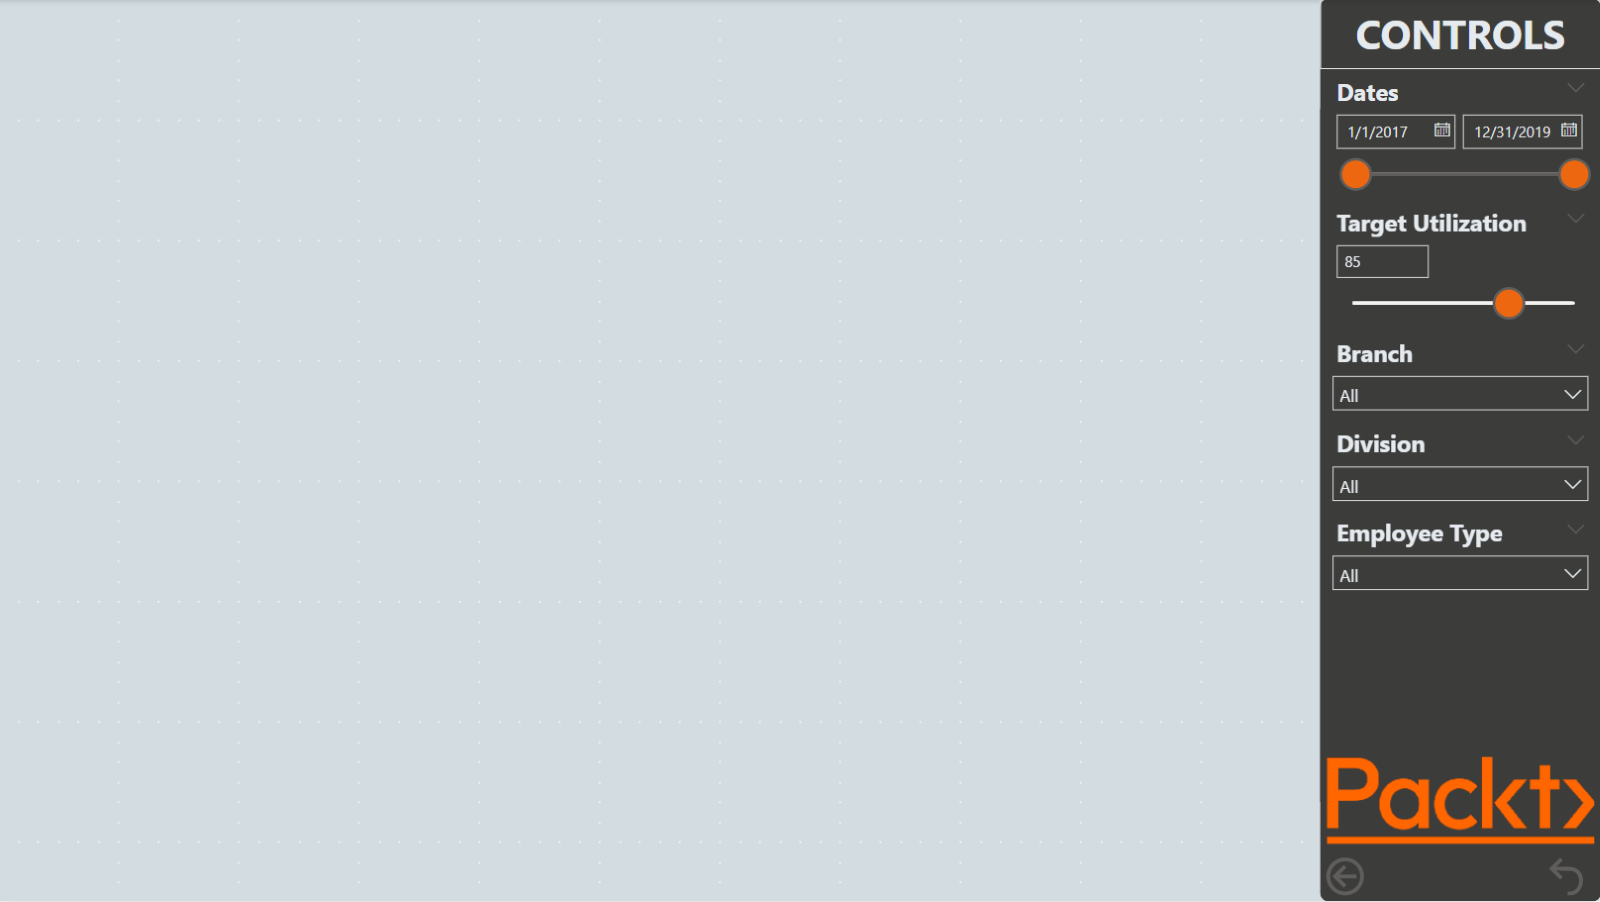 CONTROLS
Dates
1/1/2017 12/31/2019
Target Utilization
85
Branch
All
Division
All
Employee Type
All
Packt